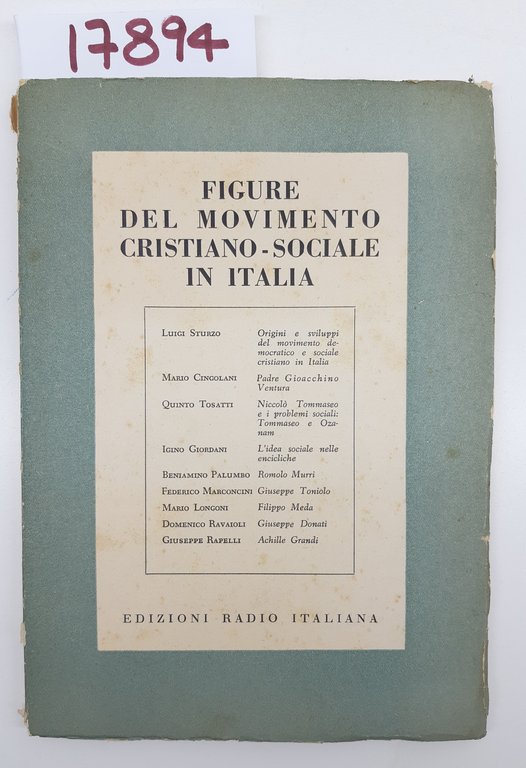 17894
FIGURE
DEL MOVIMENTO
CRISTIANO-SOCIALE
IN ITALIA
LUIGI STURZO Origini e sviluppi
del movimento de-
mocratico e sociale
cristiano in Italia
MARIO CINGOLANI Padre Gioacchino
Ventura
QUINTO TOSATTI Niccolò Tommaseo
e i problemi sociali:
Tommaseo e Oza-
nam
IGINO GIORDANI L'idea sociale nelle
encicliche
BENIAMINO PALUMBO Romolo Murri
FEDERICO MARCONCINI Giuseppe Toniolo
MARIO LONGONI Filippo Meda
DOMENICO RAVAIOLI Giuseppe Donati
GIUSEPPE RAPELLI Achille Grandi
EDIZIONI RADIO ITALIANA